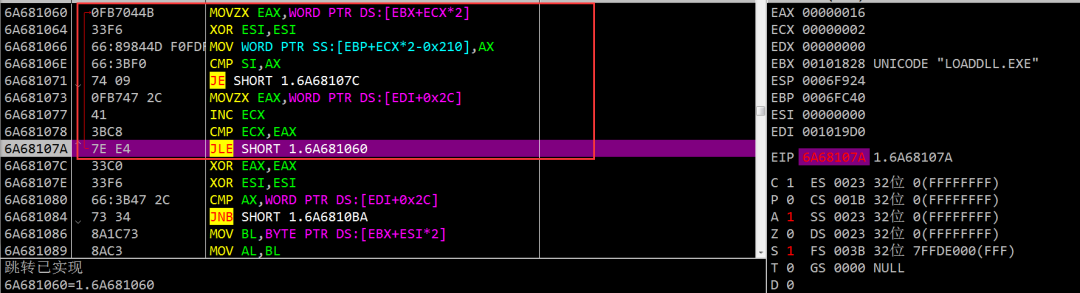 6A681060 0FB7044B MOVZX EAX,WORD PTR DS:[EBX+ECX*2]
6A681064 33F6 XOR ESI,ESI
6A681066 66:89844D F0FDF MOV WORD PTR SS:[EBP+ECX*2-0x210],AX
6A68106E 66:3BF0 CMP SI,AX
6A681071 74 09 JE SHORT 1.6A68107C
6A681073 0FB747 2C MOVZX EAX,WORD PTR DS:[EDI+0x2C]
6A681077 41 INC ECX
6A681078 3BC8 CMP ECX,EAX
6A68107A 7E E4 JLE SHORT 1.6A681060
6A68107C 33C0 XOR EAX,EAX
6A68107E 33F6 XOR ESI,ESI
6A681080 66:3B47 2C CMP AX,WORD PTR DS:[EDI+0x2C]
6A681084 73 34 JNB SHORT 1.6A6810BA
6A681086 8A1C73 MOV BL,BYTE PTR DS:[EBX+ESI*2]
6A681089 8AC3 MOV AL,BL
跳转已实现
6A681060=1.6A681060
EAX 00000016
ECX 00000002
EDX 00000000
EBX 00101828 UNICODE "LOADDLL.EXE"
ESP 0006F924
EBP 0006FC40
ESI 00000000
EDI 001019D0
EIP 6A68107A 1.6A68107A
C 1 ES 0023 32位 0(FFFFFFFF)
P 0 CS 001B 32位 0(FFFFFFFF)
A 1 SS 0023 32位 0(FFFFFFFF)
Z 0 DS 0023 32位 0(FFFFFFFF)
S 1 FS 003B 32位 7FFDE000(FFF)
T 0 GS 0000 NULL
D 0